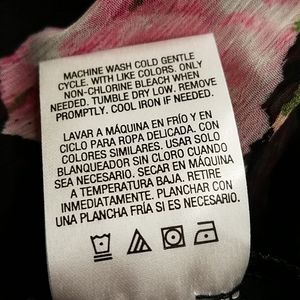 MACHINE WASH COLD GENTLE
CYCLE. WITH LIKE COLORS, ONLY
NON-CHLORINE BLEACH WHEN
NEEDED. TUMBLE DRY LOW. REMOVE
PROMPTLY. COOL IRON IF NEEDED.
LAVAR A MÁQUINA EN FRÍO Y EN
CICLO PARA ROPA DELICADA. CON
COLORES SIMILARES. USAR SOLO
BLANQUEADOR SIN CLORO CUANDO
SEA NECESARIO. SECAR EN MÁQUINA
A TEMPERATURA BAJA. RETIRE
INMEDIATAMENTE. PLANCHAR CON
UNA PLANCHA FRÍA SI ES NECESARIO.